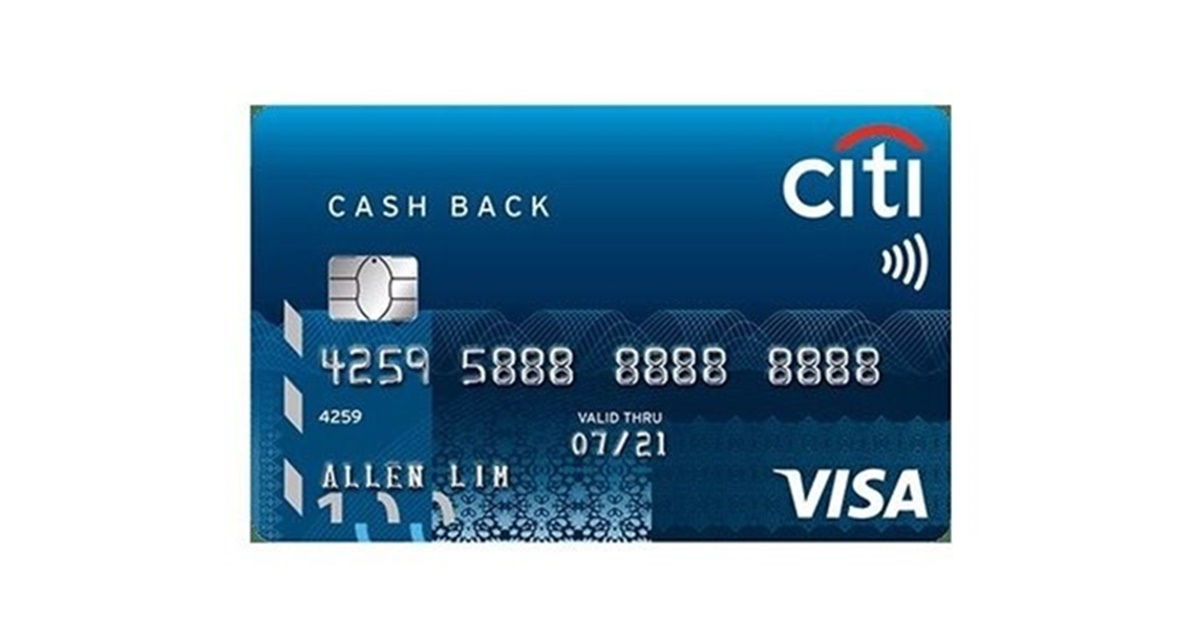 citi
CASH BACK
4259 5888 8888 8888
4259
VALID THRU
07/21
ALLEN LIM
VISA